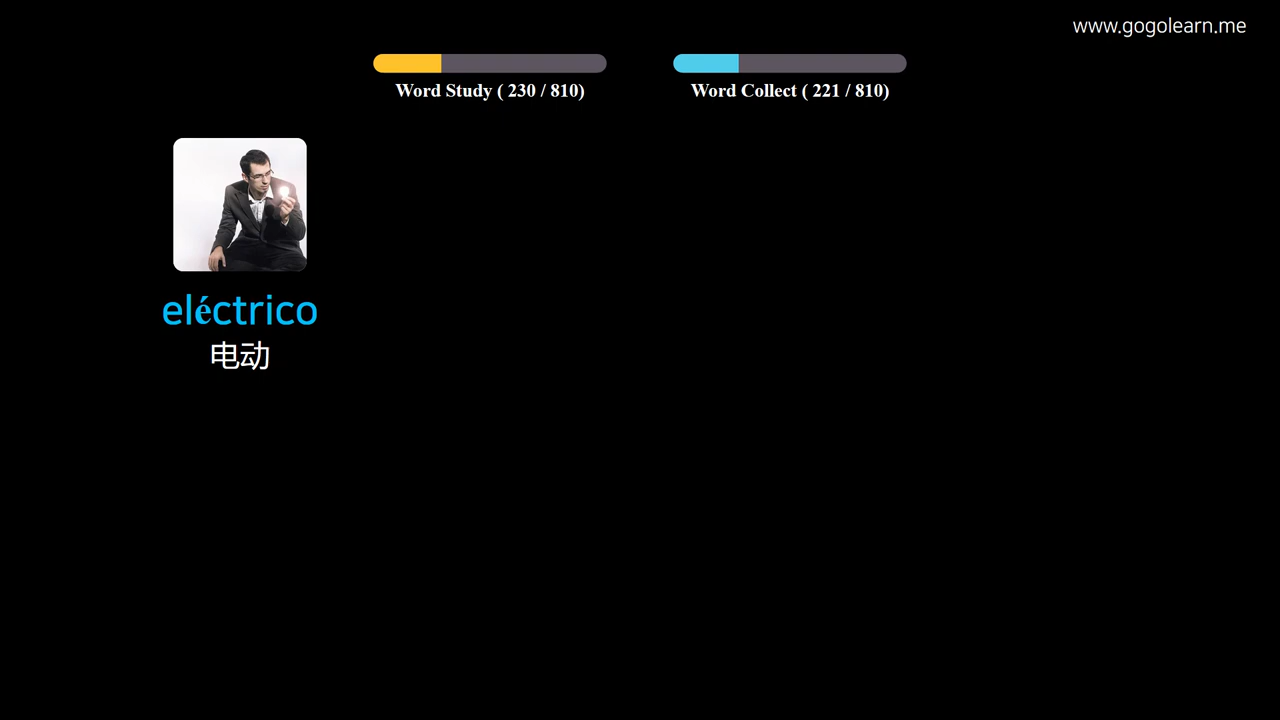 www.gogolearn.me
Word Study ( 230 / 810)
Word Collect ( 221 / 810)
eléctrico
电动